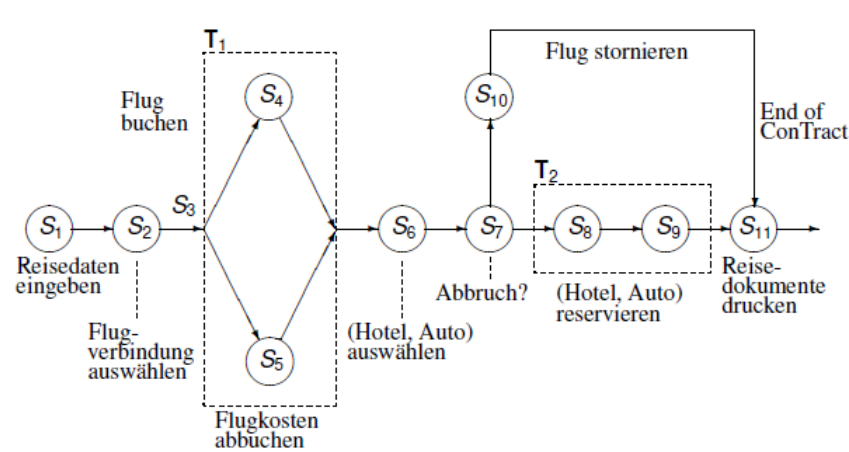 T1
Flug stornieren
S4
S10
Flug
buchen
End of
ConTract
T2
S3
S1
S2
S6
S7
S8
S9
S11
Reisedaten
eingeben
Reise-
dokumente
drucken
Abbruch?
(Hotel, Auto)
reservieren
Flug-
verbindung
auswählen
(Hotel, Auto)
auswählen
S5
Flugkosten
abbuchen